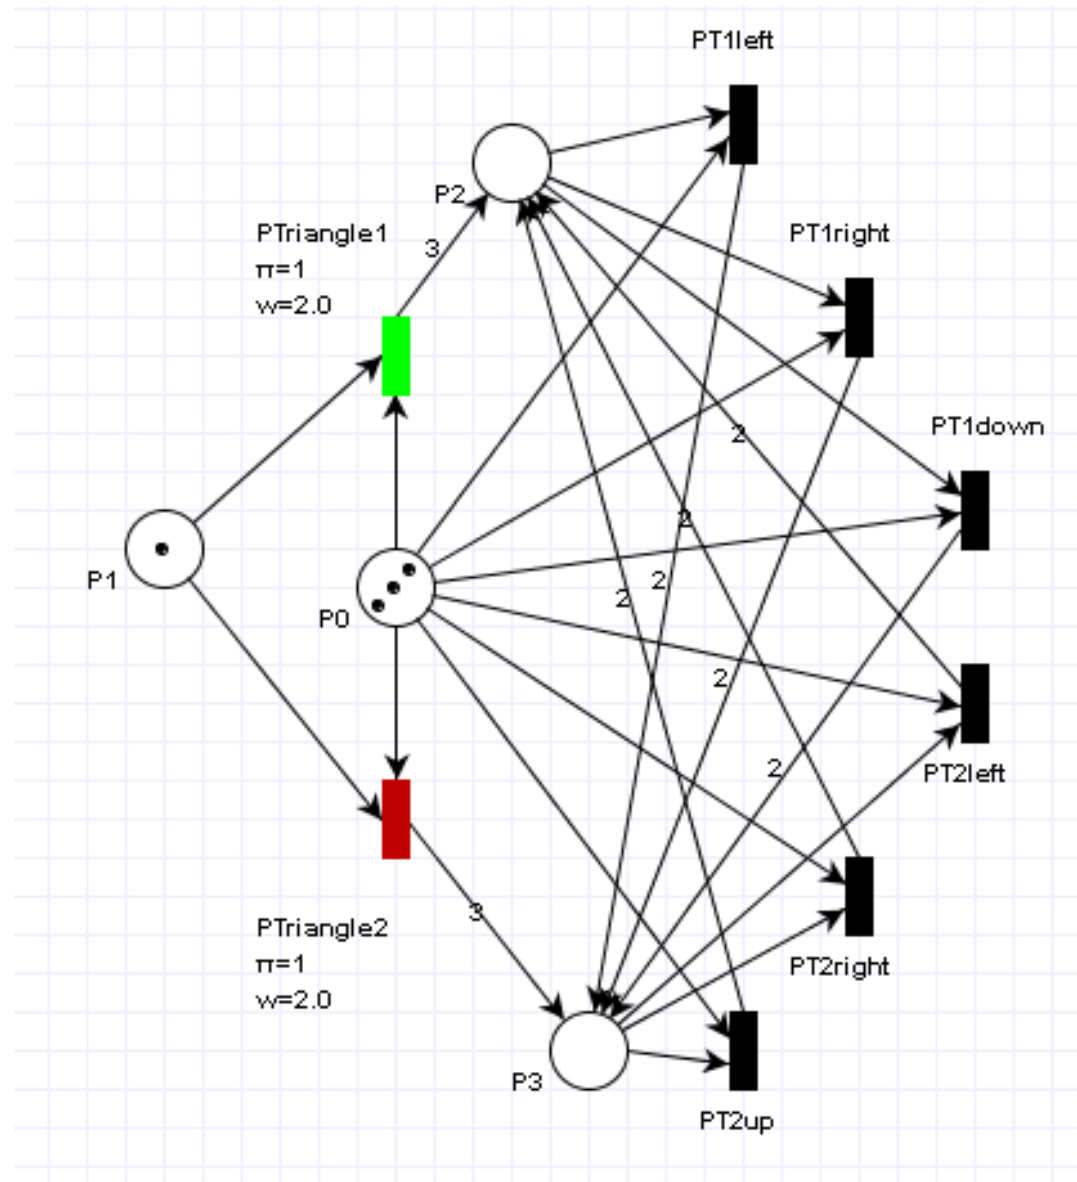 PT1left
P2
PT1right
PTriangle1
π=1
w=2.0
3
PT1down
2
2
P1
2
2
P0
2
2
PT2left
3
PTriangle2
π=1
w=2.0
PT2right
P3
PT2up